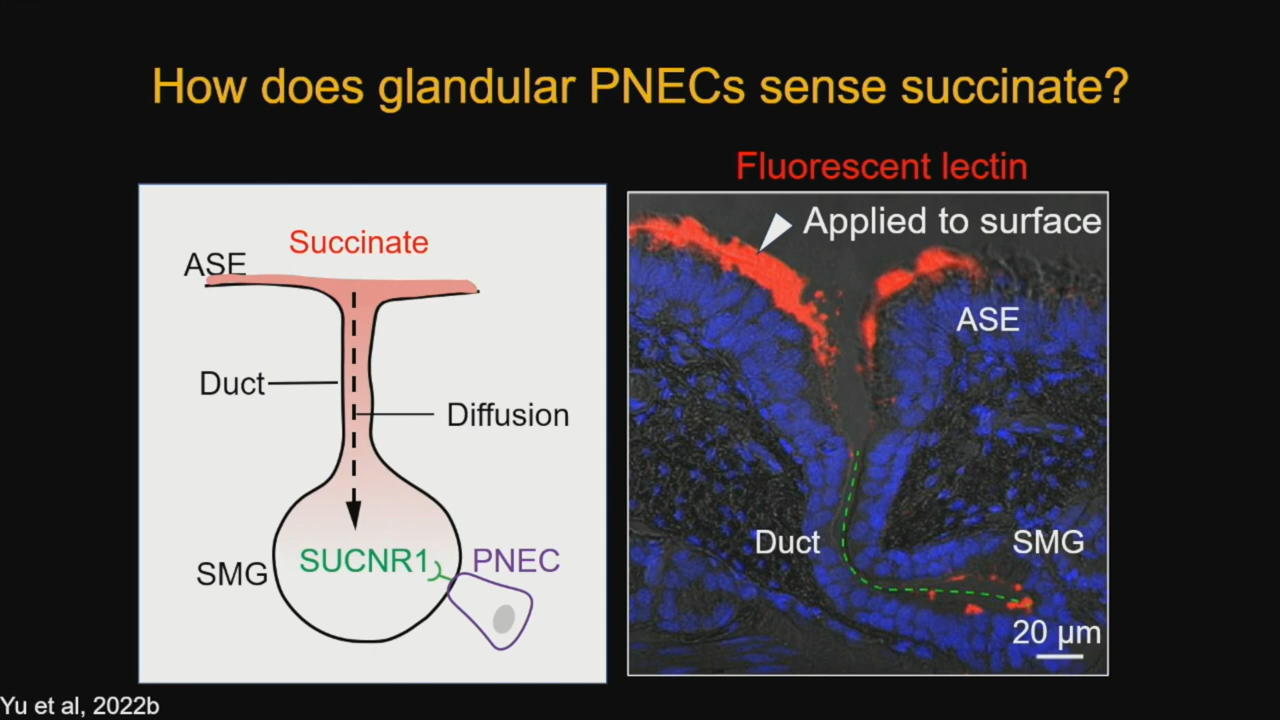 How does glandular PNECs sense succinate?
Fluorescent lectin
Succinate
ASE
Duct
Diffusion
SUCNR1
PNEC
SMG
Applied to surface
ASE
Duct
SMG
20 µm
Yu et al, 2022b